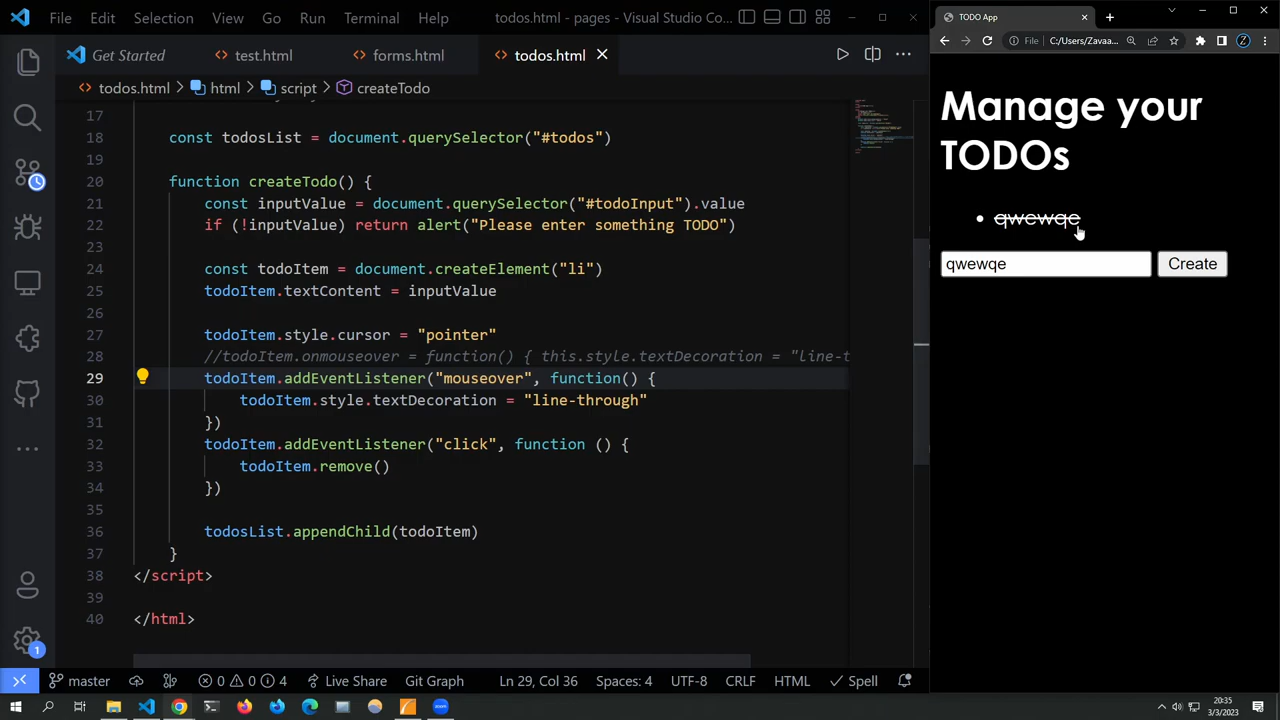 File Edit Selection View Go Run Terminal Help todos.html - pages - Visual Studio Co...
Get Started test.html forms.html todos.html
todos.html > html > script > createTodo
17
18 const todosList = document.querySelector("#todos")
19
20 function createTodo() {
21 const inputValue = document.querySelector("#todoInput").value
22 if (!inputValue) return alert("Please enter something TODO")
23
24 const todoItem = document.createElement("li")
25 todoItem.textContent = inputValue
26
27 todoItem.style.cursor = "pointer"
28 //todoItem.onmouseover = function() { this.style.textDecoration = "line-t
29 todoItem.addEventListener("mouseover", function() {
30 todoItem.style.textDecoration = "line-through"
31 })
32 todoItem.addEventListener("click", function () {
33 todoItem.remove()
34 })
35
36 todosList.appendChild(todoItem)
37 }
38 </script>
39
40 </html>
1
master 0 0 4 Live Share Git Graph Ln 29, Col 36 Spaces: 4 UTF-8 CRLF HTML Spell
TODO App
File C:/Users/Zavaa... Z
Manage your
TODOs
• qwewqe
qwewqe Create
20:35
3/3/2023